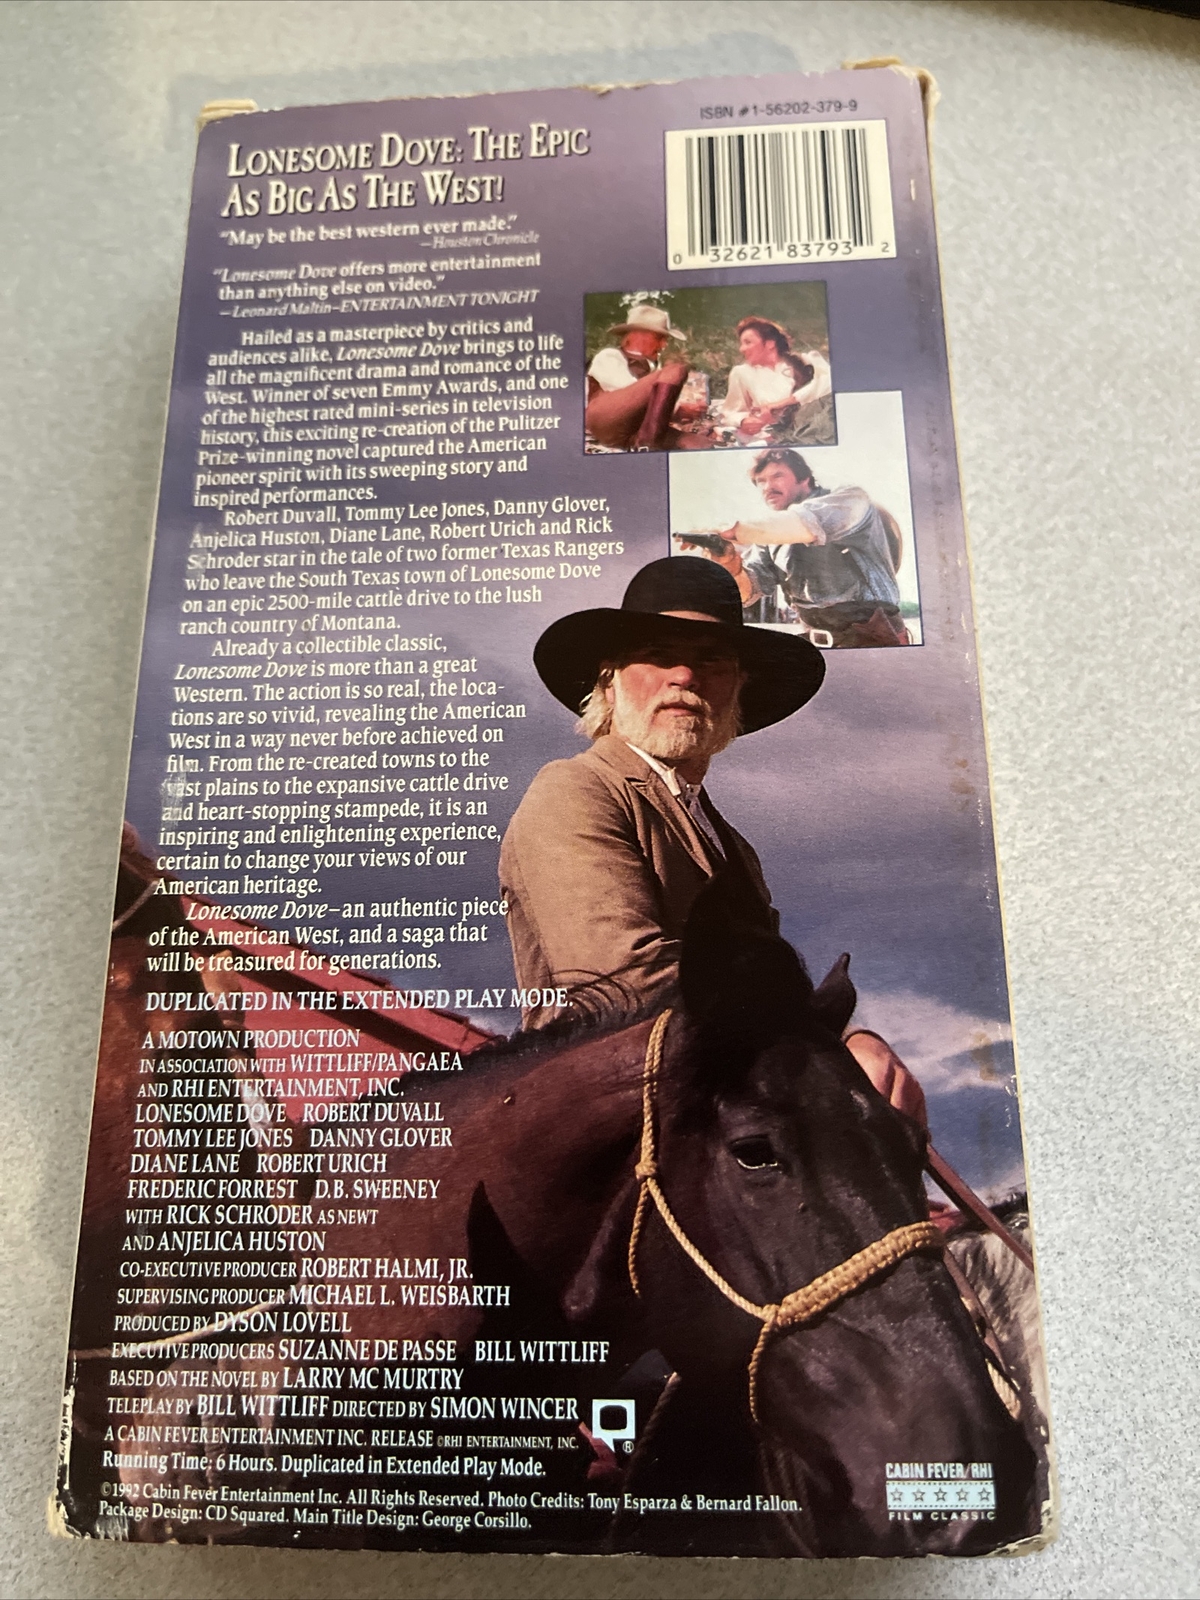 ISBN #1-56202-379-9
0 32621 83793 2
LONESOME DOVE: THE EPIC
AS BIG AS THE WEST!
"May be the best western ever made."
—Houston Chronicle
"Lonesome Dove offers more entertainment
than anything else on video."
—Leonard Maltin—ENTERTAINMENT TONIGHT
Hailed as a masterpiece by critics and
audiences alike, Lonesome Dove brings to life
all the magnificent drama and romance of the
West. Winner of seven Emmy Awards, and one
of the highest rated mini-series in television
history, this exciting re-creation of the Pulitzer
Prize-winning novel captured the American
pioneer spirit with its sweeping story and
inspired performances.
Robert Duvall, Tommy Lee Jones, Danny Glover,
Anjelica Huston, Diane Lane, Robert Urich and Rick
Schroder star in the tale of two former Texas Rangers
who leave the South Texas town of Lonesome Dove
on an epic 2500-mile cattle drive to the lush
ranch country of Montana.
Already a collectible classic,
Lonesome Dove is more than a great
Western. The action is so real, the loca-
tions are so vivid, revealing the American
West in a way never before achieved on
film. From the re-created towns to the
vast plains to the expansive cattle drive
and heart-stopping stampede, it is an
inspiring and enlightening experience,
certain to change your views of our
American heritage.
Lonesome Dove—an authentic piece
of the American West, and a saga that
will be treasured for generations.
DUPLICATED IN THE EXTENDED PLAY MODE.
A MOTOWN PRODUCTION
IN ASSOCIATION WITH WITTLIFF/PANGAEA
AND RHI ENTERTAINMENT, INC.
LONESOME DOVE ROBERT DUVALL
TOMMY LEE JONES DANNY GLOVER
DIANE LANE ROBERT URICH
FREDERIC FORREST D.B. SWEENEY
WITH RICK SCHRODER AS NEWT
AND ANJELICA HUSTON
CO-EXECUTIVE PRODUCER ROBERT HALMI, JR.
SUPERVISING PRODUCER MICHAEL L. WEISBARTH
PRODUCED BY DYSON LOVELL
EXECUTIVE PRODUCERS SUZANNE DE PASSE BILL WITTLIFF
BASED ON THE NOVEL BY LARRY MC MURTRY
TELEPLAY BY BILL WITTLIFF DIRECTED BY SIMON WINCER
A CABIN FEVER ENTERTAINMENT INC. RELEASE ©RHI ENTERTAINMENT, INC. ®
Running Time: 6 Hours. Duplicated in Extended Play Mode.
©1992 Cabin Fever Entertainment Inc. All Rights Reserved. Photo Credits: Tony Esparza & Bernard Fallon.
Package Design: CD Squared. Main Title Design: George Corsillo.
CABIN FEVER/RHI
FILM CLASSIC